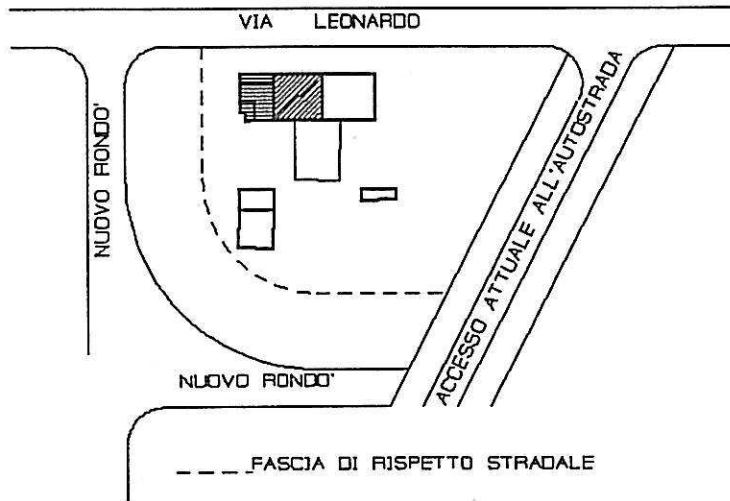 VIA LEONARDO
NUOVO RONDO'
ACCESSO ATTUALE ALL'AUTOSTRADA
NUOVO RONDO'
FASCIA DI RISPETTO STRADALE